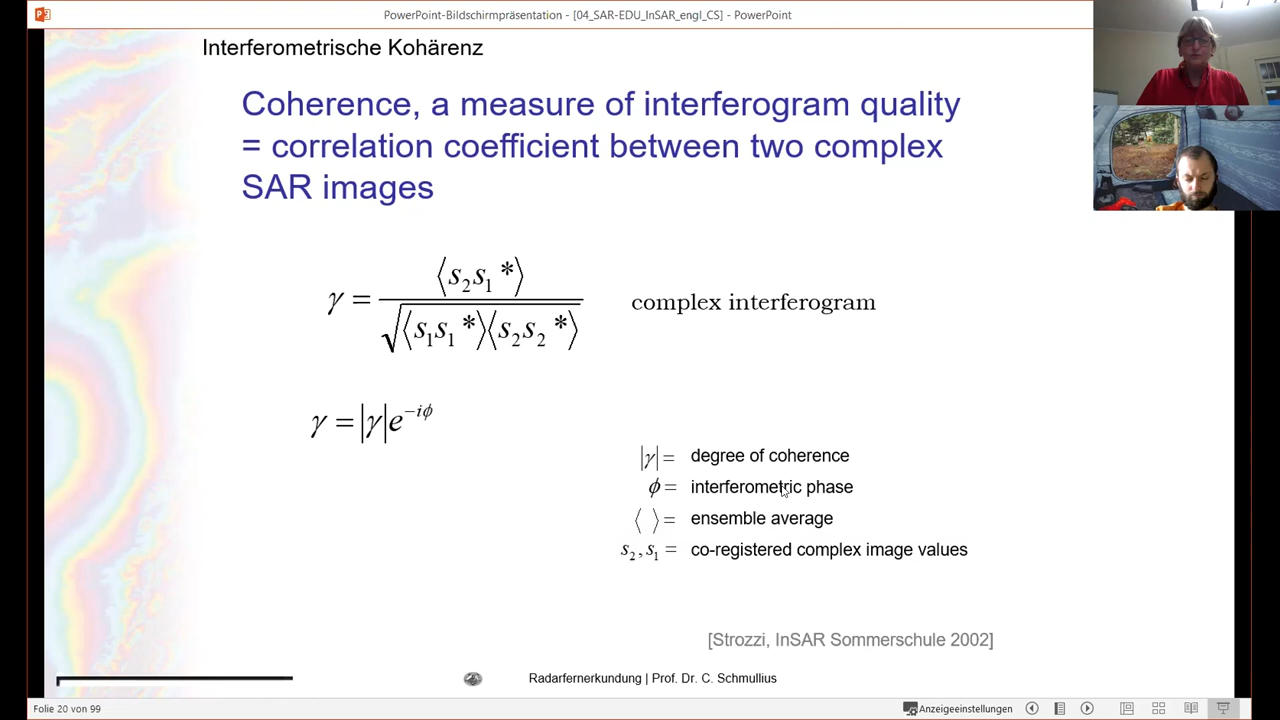 PowerPoint-Bildschirmpräsentation - [04_SAR-EDU_InSAR_engl_CS] - PowerPoint
Interferometrische Kohärenz
Coherence, a measure of interferogram quality
= correlation coefficient between two complex
SAR images
γ = ⟨s₂s₁*⟩ / √⟨s₁s₁*⟩⟨s₂s₂*⟩ complex interferogram
γ = |γ|e^{-iϕ}
|γ| = degree of coherence
ϕ = interferometric phase
⟨ ⟩ = ensemble average
s₂, s₁ = co-registered complex image values
[Strozzi, InSAR Sommerschule 2002]
Radarfernerkundung | Prof. Dr. C. Schmullius
Folie 20 von 99
Anzeigeeinstellungen